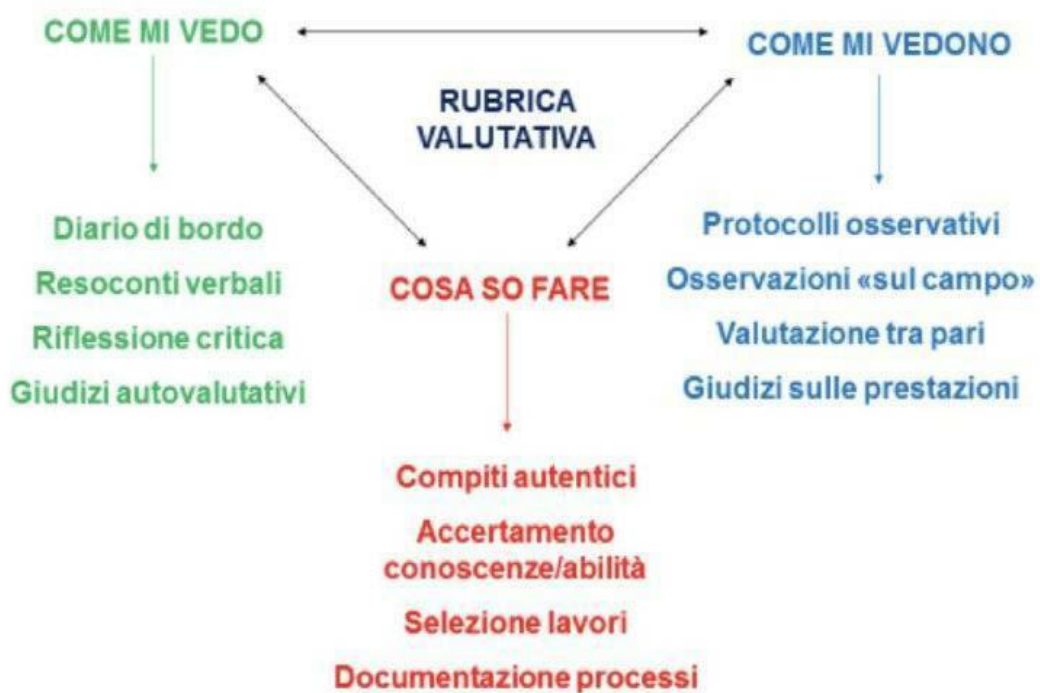 COME MI VEDO
COME MI VEDONO
RUBRICA
VALUTATIVA
Diario di bordo
Resoconti verbali
Riflessione critica
Giudizi autovalutativi
COSA SO FARE
Protocolli osservativi
Osservazioni «sul campo»
Valutazione tra pari
Giudizi sulle prestazioni
Compiti autentici
Accertamento
conoscenze/abilità
Selezione lavori
Documentazione processi